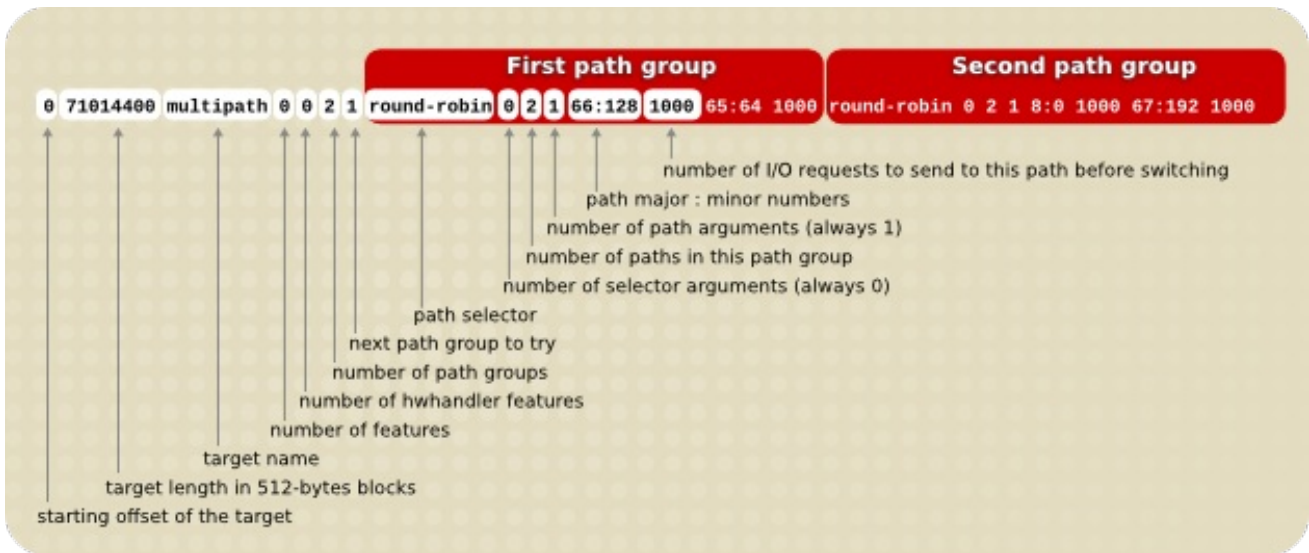 First path group Second path group
0 71014400 multipath 0 0 2 1 round-robin 0 2 1 66:128 1000 65:64 1000 round-robin 0 2 1 8:0 1000 67:192 1000
number of I/O requests to send to this path before switching
path major : minor numbers
number of path arguments (always 1)
number of paths in this path group
number of selector arguments (always 0)
path selector
next path group to try
number of path groups
number of hwhandler features
number of features
target name
target length in 512-bytes blocks
starting offset of the target